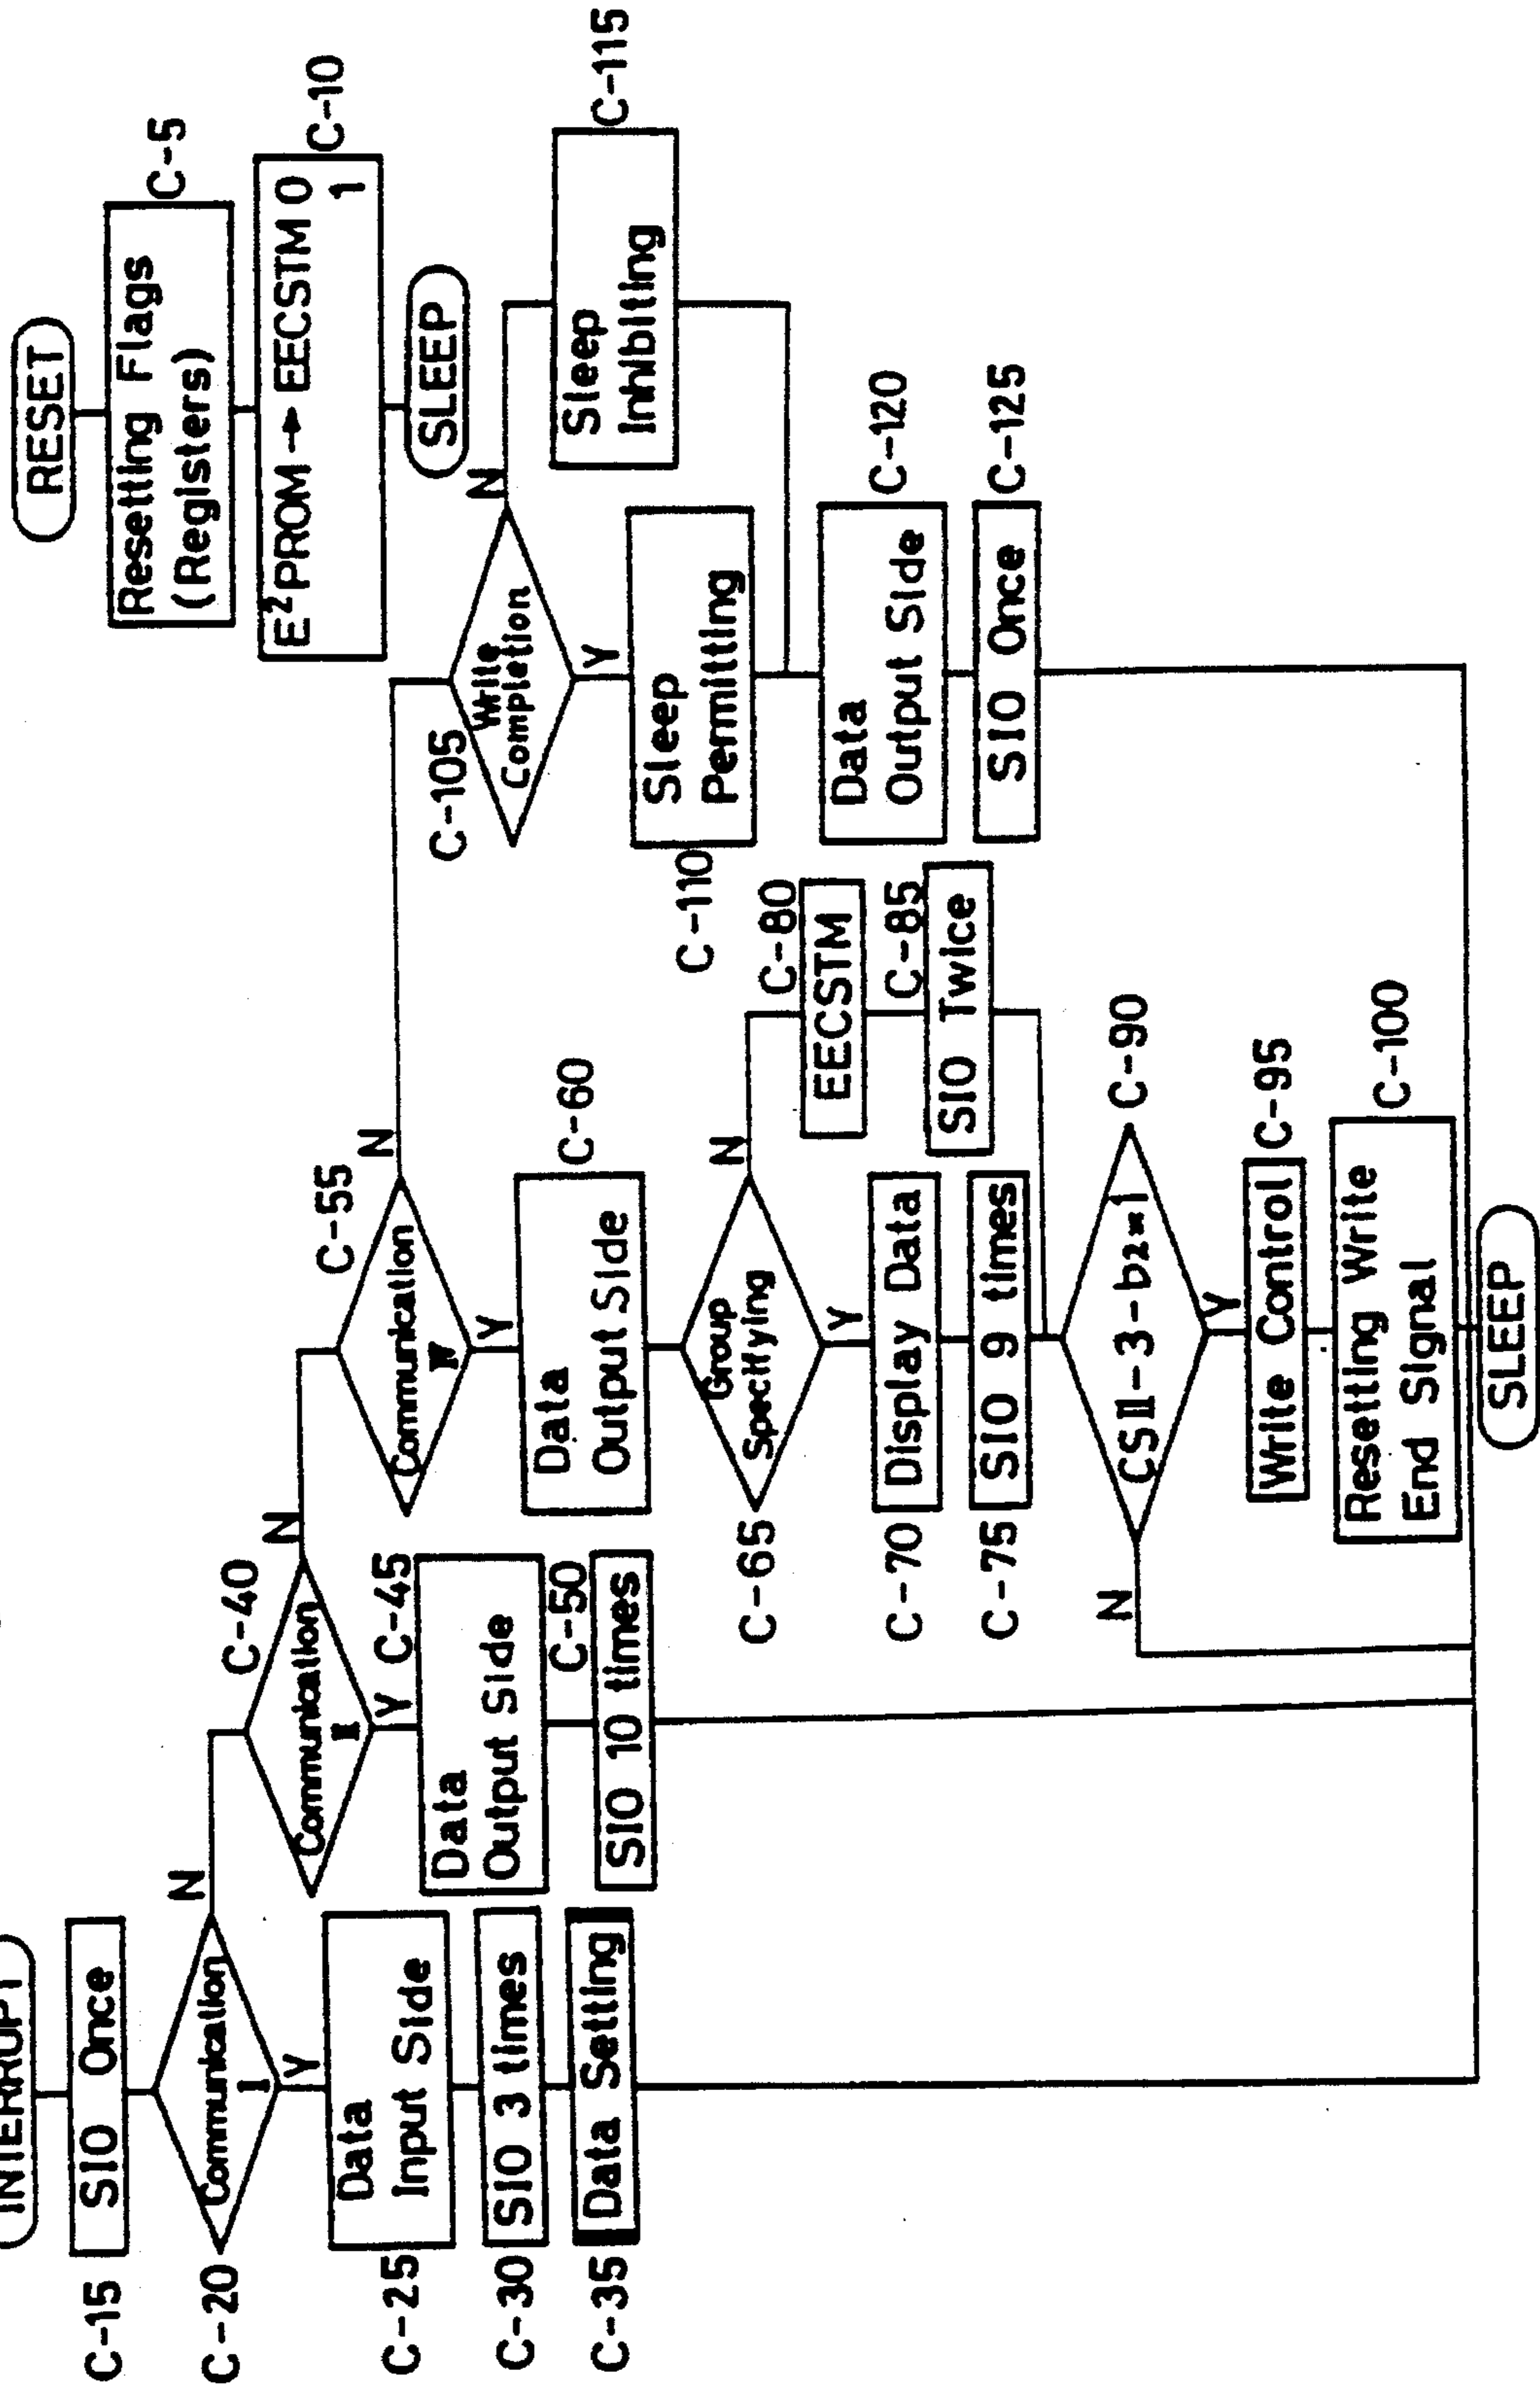 RESET
Resetting Flags
(Registers)
C-5
E²PROM → EECSTM 0
1
C-10
SLEEP
INTERRUPT
C-15
SIO Once
C-20
Communication
I
N
Y
C-25
Data
Input Side
C-30
SIO 3 times
C-35
Data Setting
C-40
Communication
N
Y
C-45
Data
Output Side
C-50
SIO 10 times
C-55
Communication
IV
N
Y
C-60
Data
Output Side
C-65
Group
Specifying
N
Y
C-70
Display Data
C-75
SIO 9 times
C-80
EECSTM
C-85
SIO Twice
C-90
CSII-3-b2=1
N
Y
C-95
Write Control
C-100
Resetting Write
End Signal
SLEEP
C-105
Write
Completion
N
Y
C-110
Sleep
Permitting
C-115
Sleep
Inhibiting
C-120
Data
Output Side
C-125
SIO Once